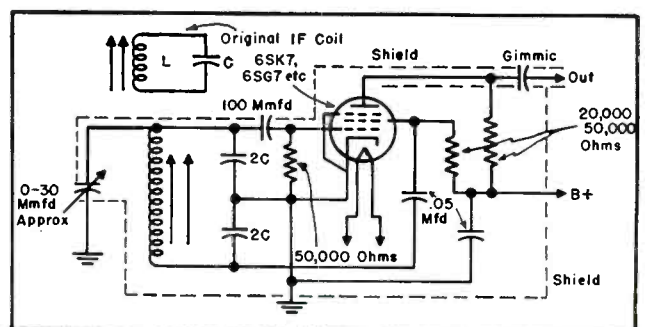 Original IF Coil
L
C
6SK7,
6SG7 etc
Shield
Gimmic
Out
100 Mmfd
20,000
50,000
Ohms
2C
2C
0-30
Mmfd
Approx
.05
Mfd
B+
50,000 Ohms
Shield